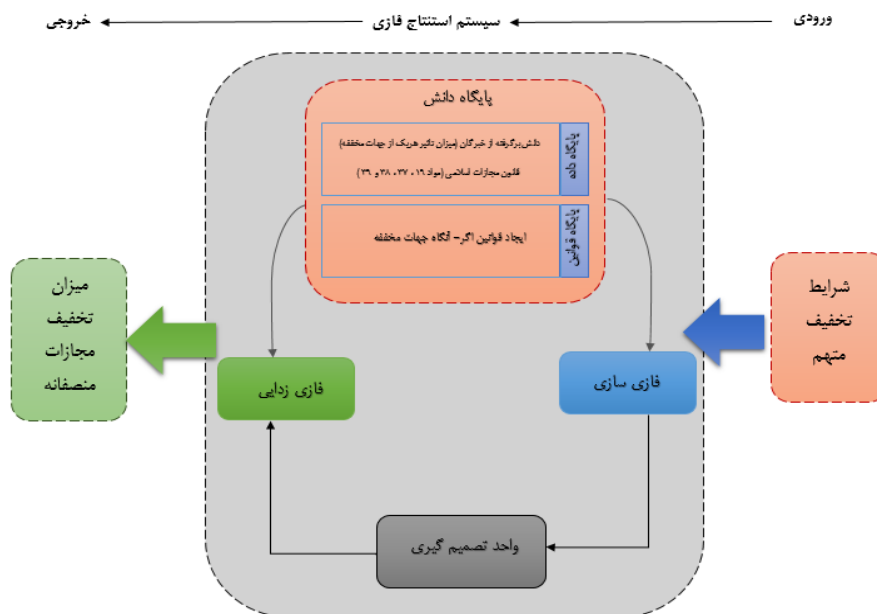 ورودی
سیستم استنتاج فازی
خروجی
پایگاه دانش
پایگاه داده
دانش برگرفته از خبرگان (میزان تاثیر هریک از جهات مخففه)
قانون مجازات اسلامی (مواد ۱۹، ۳۷، ۳۸ و ۳۹)
پایگاه قوانین
ایجاد قوانین اگر- آنگاه جهات مخففه
شرایط
تخفیف
متهم
فازی سازی
واحد تصمیم گیری
فازی زدایی
میزان
تخفیف
مجازات
منصفانه